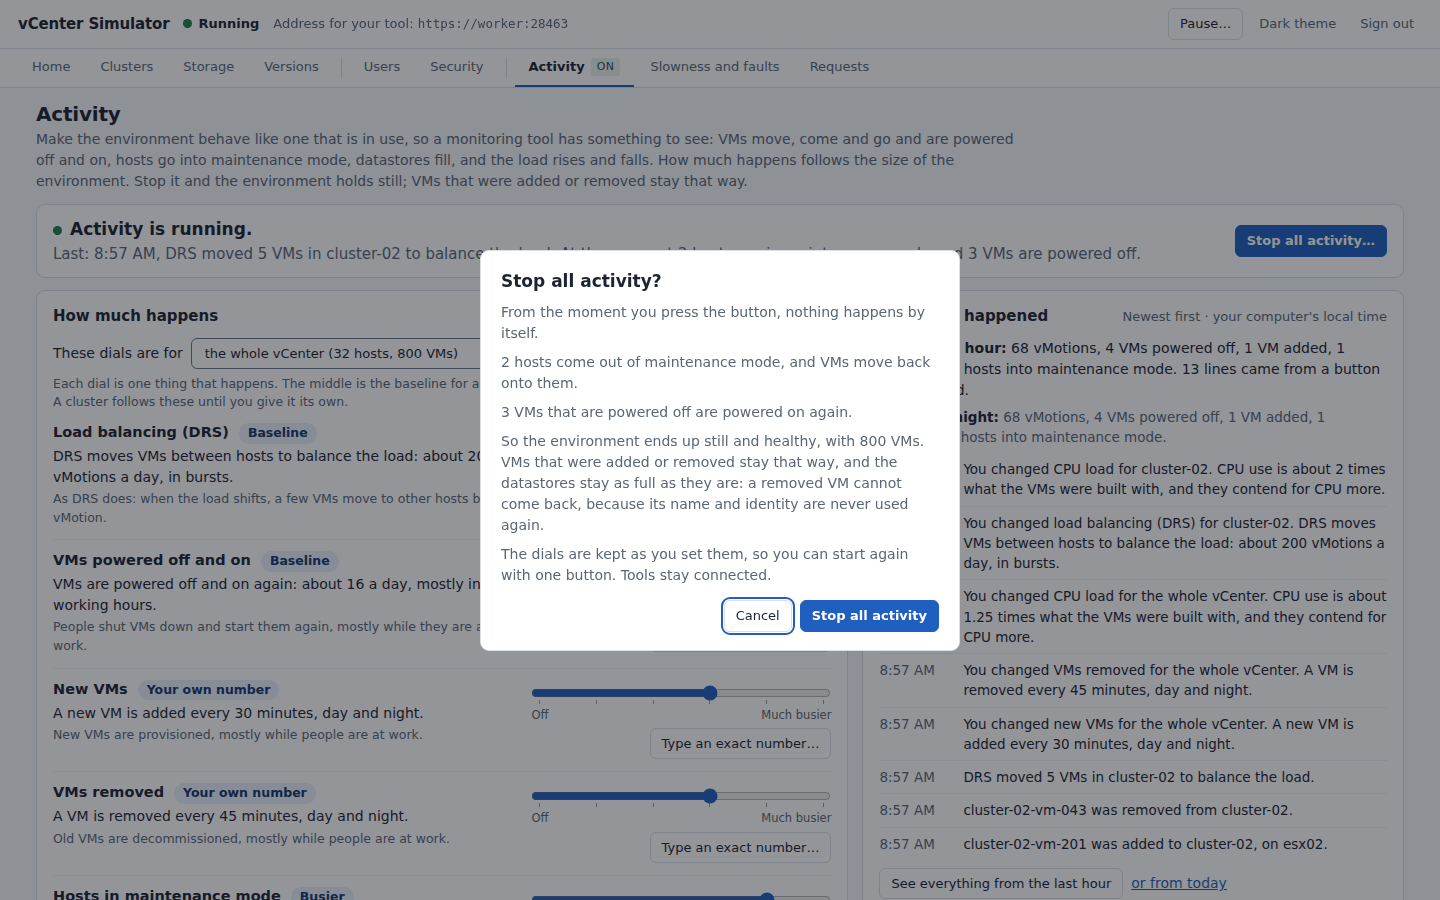 vCenter Simulator Running Address for your tool: https://worker:28463 Pause... Dark theme Sign out
Home Clusters Storage Versions Users Security Activity ON Slowness and faults Requests
Activity
Make the environment behave like one that is in use, so a monitoring tool has something to see: VMs move, come and go and are powered
off and on, hosts go into maintenance mode, datastores fill, and the load rises and falls. How much happens follows the size of the
environment. Stop it and the environment holds still; VMs that were added or removed stay that way.
Activity is running.
Last: 8:57 AM, DRS moved 5 VMs in cluster-02 to balance
d 3 VMs are powered off.
Stop all activity…
Stop all activity?
From the moment you press the button, nothing happens by
itself.
2 hosts come out of maintenance mode, and VMs move back
onto them.
3 VMs that are powered off are powered on again.
So the environment ends up still and healthy, with 800 VMs.
VMs that were added or removed stay that way, and the
datastores stay as full as they are: a removed VM cannot
come back, because its name and identity are never used
again.
The dials are kept as you set them, so you can start again
with one button. Tools stay connected.
Cancel Stop all activity
How much happens
These dials are for the whole vCenter (32 hosts, 800 VMs)
Each dial is one thing that happens. The middle is the baseline for a
A cluster follows these until you give it its own.
Load balancing (DRS) Baseline
DRS moves VMs between hosts to balance the load: about 20
vMotions a day, in bursts.
As DRS does: when the load shifts, a few VMs move to other hosts b
vMotion.
VMs powered off and on Baseline
VMs are powered off and on again: about 16 a day, mostly in
working hours.
People shut VMs down and start them again, mostly while they are a
work.
New VMs Your own number
A new VM is added every 30 minutes, day and night.
New VMs are provisioned, mostly while people are at work.
Off Much busier
Type an exact number…
VMs removed Your own number
A VM is removed every 45 minutes, day and night.
Old VMs are decommissioned, mostly while people are at work.
Off Much busier
Type an exact number…
Hosts in maintenance mode Busier
happened Newest first · your computer's local time
hour: 68 vMotions, 4 VMs powered off, 1 VM added, 1
hosts into maintenance mode. 13 lines came from a button
d.
night: 68 vMotions, 4 VMs powered off, 1 VM added, 1
hosts into maintenance mode.
You changed CPU load for cluster-02. CPU use is about 2 times
what the VMs were built with, and they contend for CPU more.
You changed load balancing (DRS) for cluster-02. DRS moves
VMs between hosts to balance the load: about 200 vMotions a
day, in bursts.
You changed CPU load for the whole vCenter. CPU use is about
1.25 times what the VMs were built with, and they contend for
CPU more.
8:57 AM You changed VMs removed for the whole vCenter. A VM is
removed every 45 minutes, day and night.
8:57 AM You changed new VMs for the whole vCenter. A new VM is
added every 30 minutes, day and night.
8:57 AM DRS moved 5 VMs in cluster-02 to balance the load.
8:57 AM cluster-02-vm-043 was removed from cluster-02.
8:57 AM cluster-02-vm-201 was added to cluster-02, on esx02.
See everything from the last hour or from today